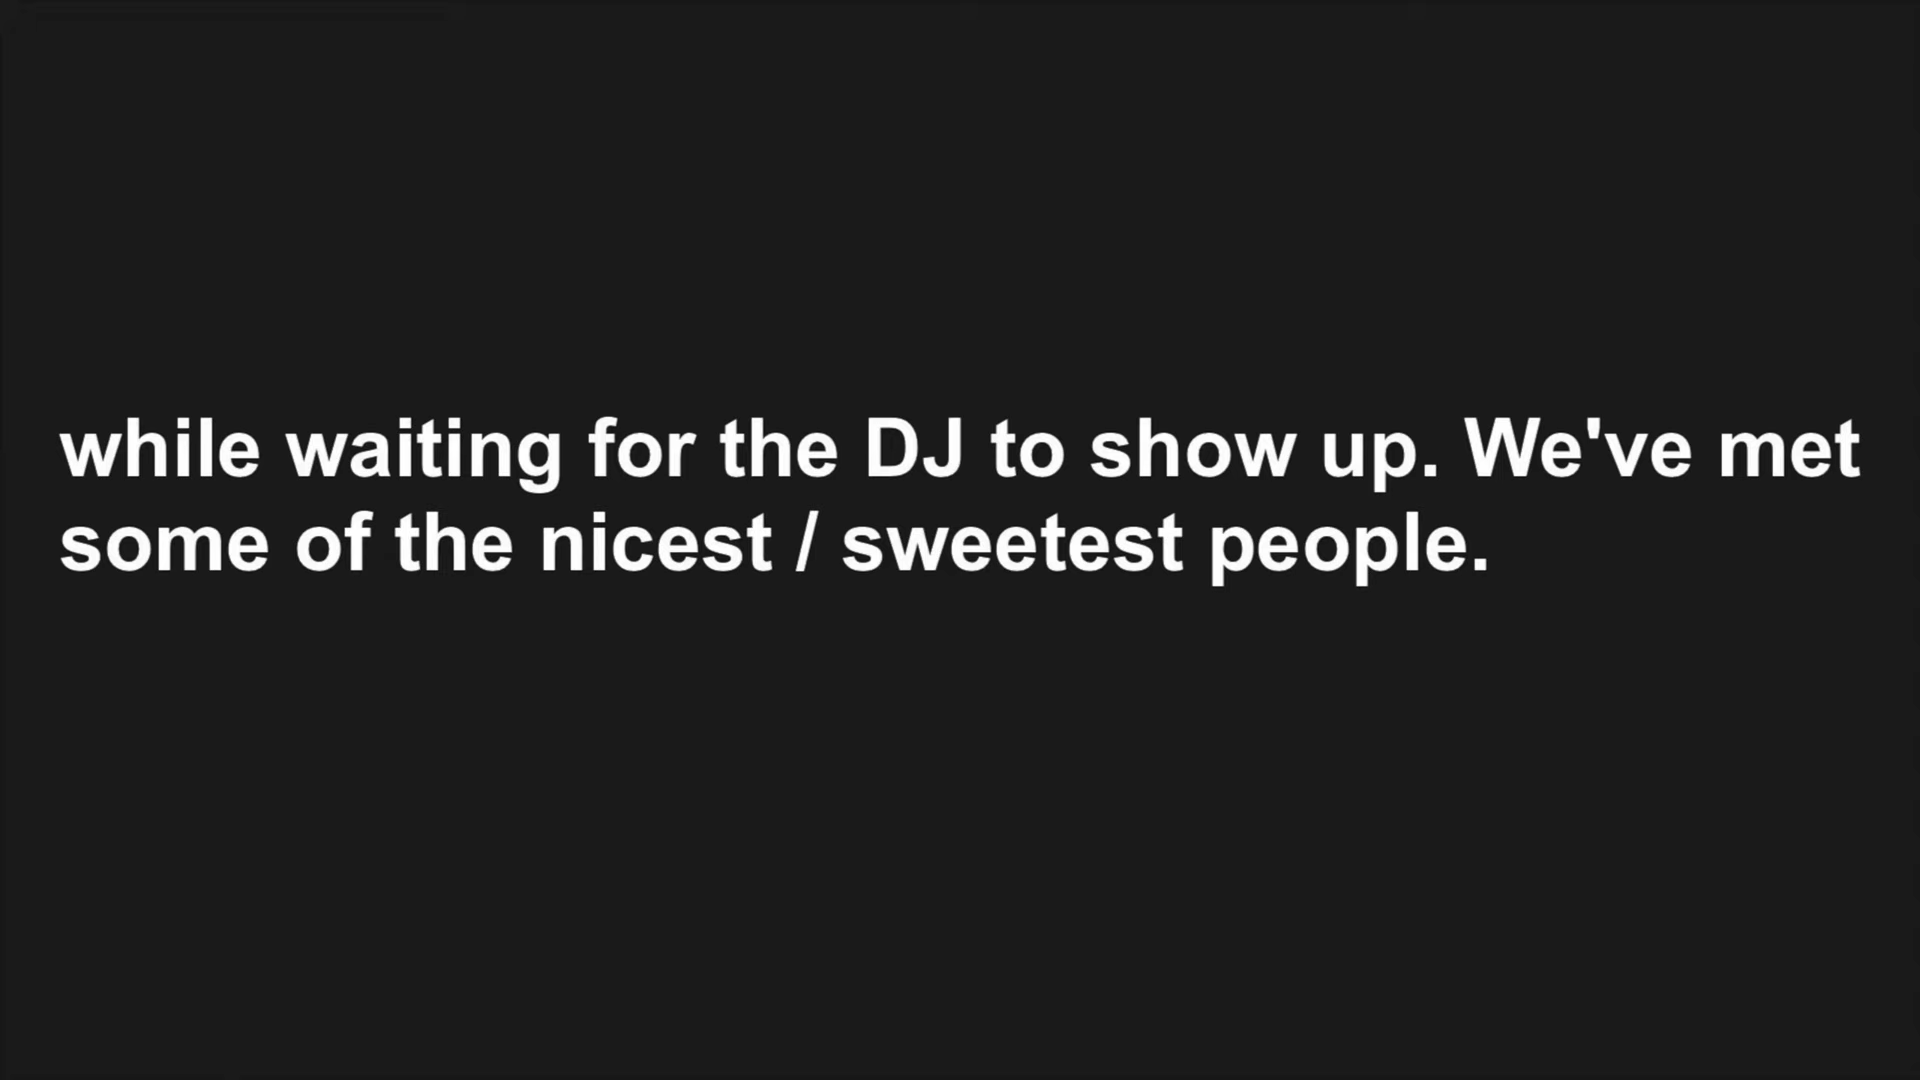 while waiting for the DJ to show up. We've met
some of the nicest / sweetest people.